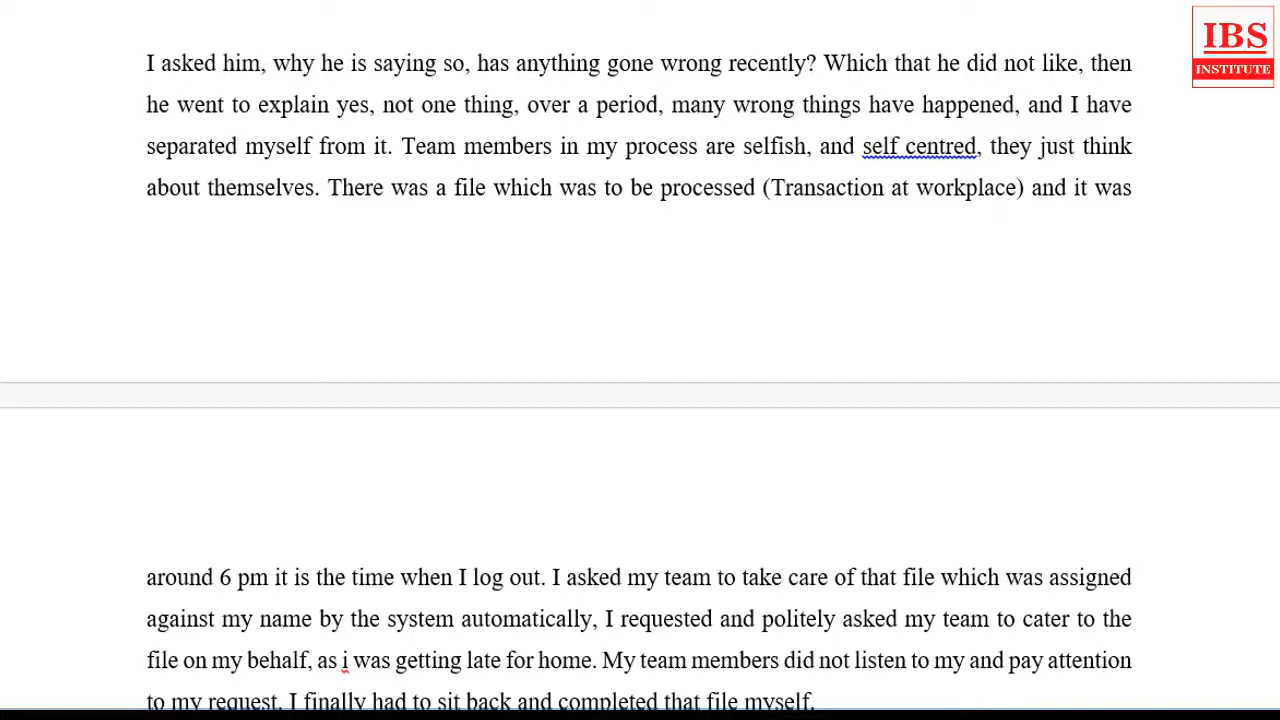 IBS
INSTITUTE
I asked him, why he is saying so, has anything gone wrong recently? Which that he did not like, then
he went to explain yes, not one thing, over a period, many wrong things have happened, and I have
separated myself from it. Team members in my process are selfish, and self centred, they just think
about themselves. There was a file which was to be processed (Transaction at workplace) and it was
around 6 pm it is the time when I log out. I asked my team to take care of that file which was assigned
against my name by the system automatically, I requested and politely asked my team to cater to the
file on my behalf, as i was getting late for home. My team members did not listen to my and pay attention
to my request. I finally had to sit back and completed that file myself.